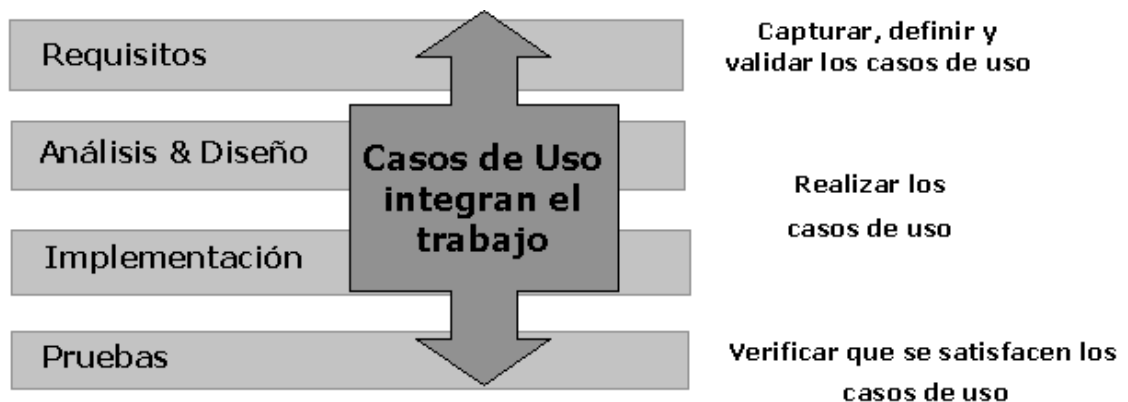 Requisitos
Capturar, definir y
validar los casos de uso
Análisis & Diseño
Casos de Uso
integran el
trabajo
Realizar los
casos de uso
Implementación
Pruebas
Verificar que se satisfacen los
casos de uso